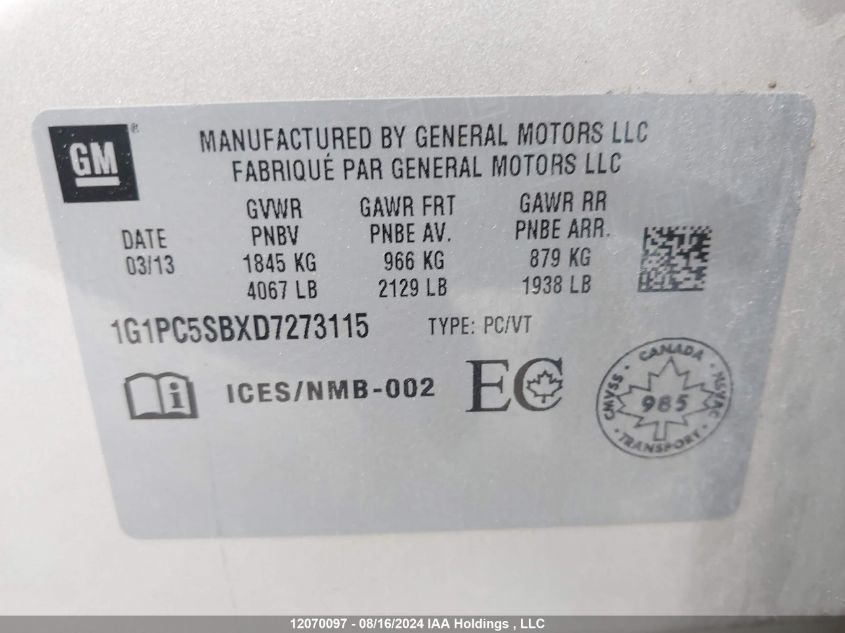 GM
MANUFACTURED BY GENERAL MOTORS LLC
FABRIQUÉ PAR GENERAL MOTORS LLC
GVWR GAWR FRT GAWR RR
DATE PNBV PNBE AV. PNBE ARR.
03/13 1845 KG 966 KG 879 KG
4067 LB 2129 LB 1938 LB
1G1PC5SBXD7273115 TYPE: PC/VT
i ICES/NMB-002 EC
CANADA
CMVSS 985 NSVAC
TRANSPORT
12070097 - 08/16/2024 IAA Holdings , LLC